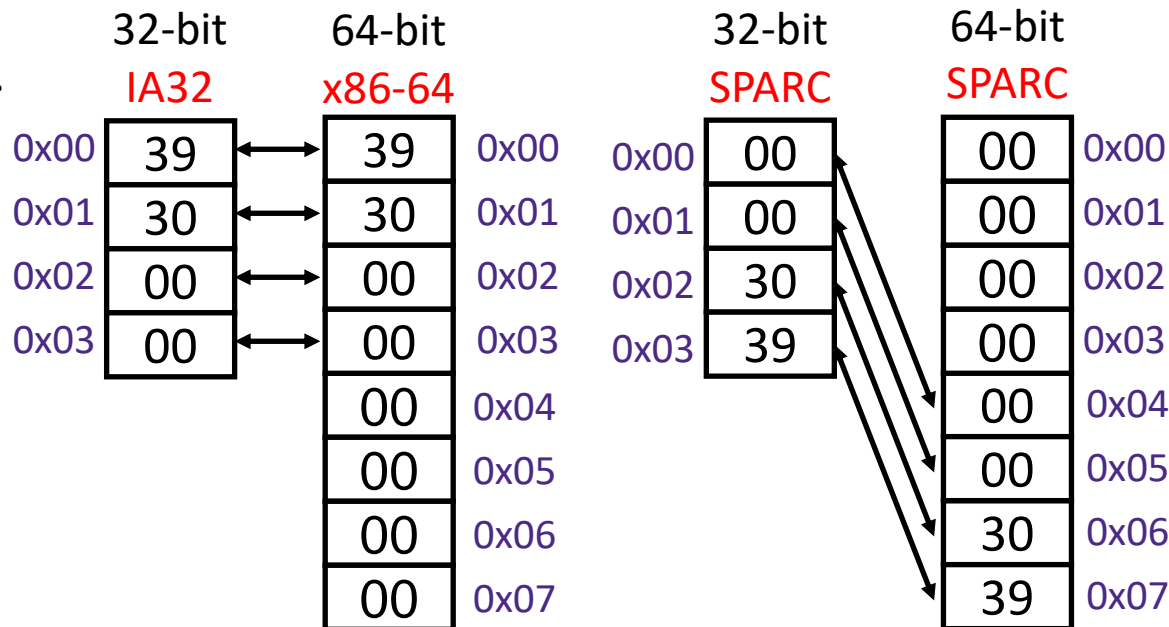 32-bit 64-bit 32-bit 64-bit
IA32 x86-64 SPARC SPARC
0x00 39 39 0x00 0x00 00 00 0x00
0x01 30 30 0x01 0x01 00 00 0x01
0x02 00 00 0x02 0x02 30 00 0x02
0x03 00 00 0x03 0x03 39 00 0x03
00 0x04 00 0x04
00 0x05 00 0x05
00 0x06 30 0x06
00 0x07 39 0x07